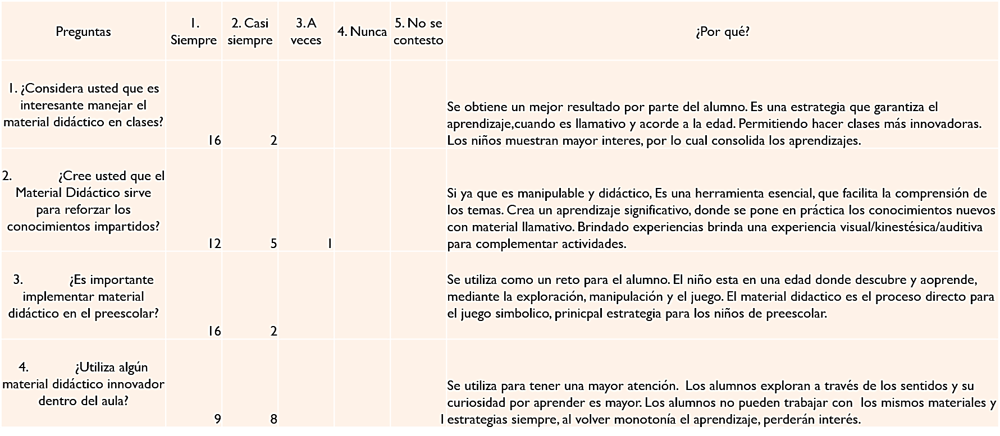 Preguntas
1.
Siempre
2. Casi
siempre
3. A
veces
4. Nunca
5. No se
contesto
¿Por qué?
1. ¿Considera usted que es
interesante manejar el
material didáctico en clases?
16
2
Se obtiene un mejor resultado por parte del alumno. Es una estrategia que garantiza el
aprendizaje,cuando es llamativo y acorde a la edad. Permitiendo hacer clases más innovadoras.
Los niños muestran mayor interes, por lo cual consolida los aprendizajes.
2. ¿Cree usted que el
Material Didáctico sirve
para reforzar los
conocimientos impartidos?
12
5
1
Si ya que es manipulable y didáctico, Es una herramienta esencial, que facilita la comprensión de
los temas. Crea un aprendizaje significativo, donde se pone en práctica los conocimientos nuevos
con material llamativo. Brindado experiencias brinda una experiencia visual/kinestésica/auditiva
para complementar actividades.
3. ¿Es importante
implementar material
didáctico en el preescolar?
16
2
Se utiliza como un reto para el alumno. El niño esta en una edad donde descubre y aoprende,
mediante la exploración, manipulación y el juego. El material didactico es el proceso directo para
el juego simbolico, prinicpal estrategia para los niños de preescolar.
4. ¿Utiliza algún
material didáctico innovador
dentro del aula?
9
8
1
Se utiliza para tener una mayor atención. Los alumnos exploran a través de los sentidos y su
curiosidad por aprender es mayor. Los alumnos no pueden trabajar con los mismos materiales y
estrategias siempre, al volver monotonía el aprendizaje, perderán interés.